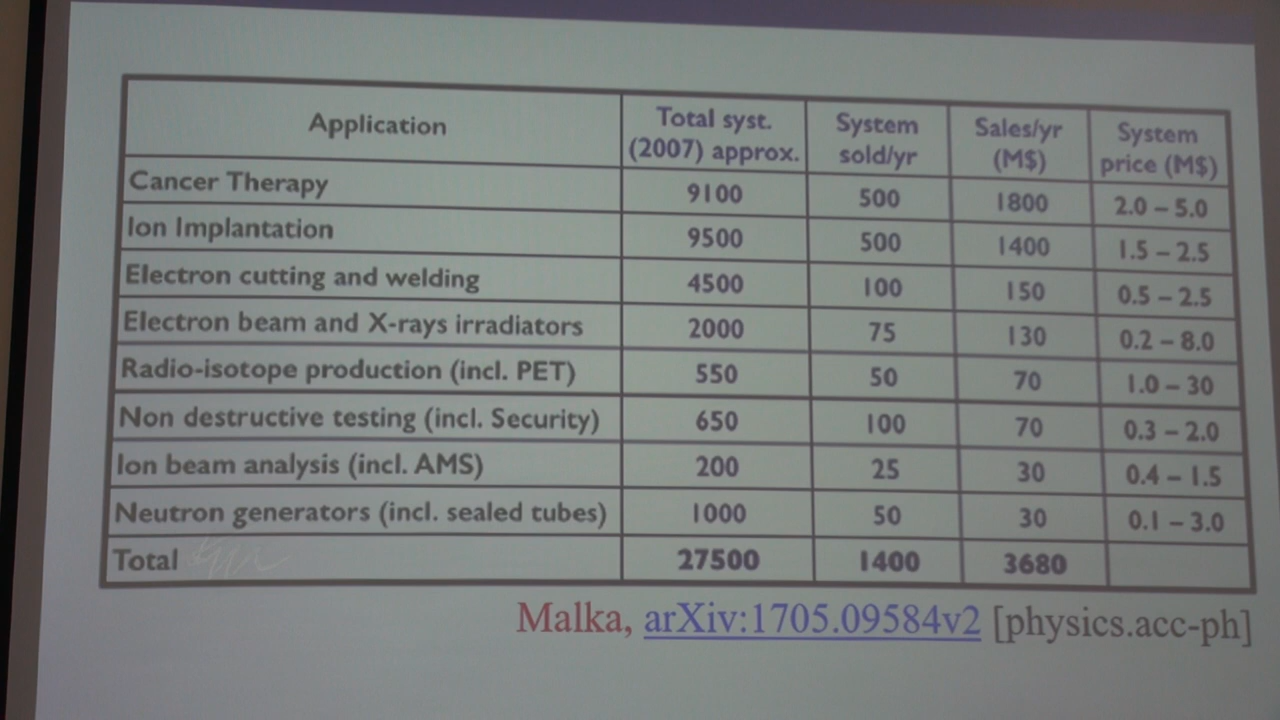 Application Total syst. (2007) approx. System sold/yr Sales/yr (M$) System price (M$)
Cancer Therapy 9100 500 1800 2.0 – 5.0
Ion Implantation 9500 500 1400 1.5 – 2.5
Electron cutting and welding 4500 100 150 0.5 – 2.5
Electron beam and X-rays irradiators 2000 75 130 0.2 – 8.0
Radio-isotope production (incl. PET) 550 50 70 1.0 – 30
Non destructive testing (incl. Security) 650 100 70 0.3 – 2.0
Ion beam analysis (incl. AMS) 200 25 30 0.4 – 1.5
Neutron generators (incl. sealed tubes) 1000 50 30 0.1 – 3.0
Total 27500 1400 3680
Malka, arXiv:1705.09584v2 [physics.acc-ph]